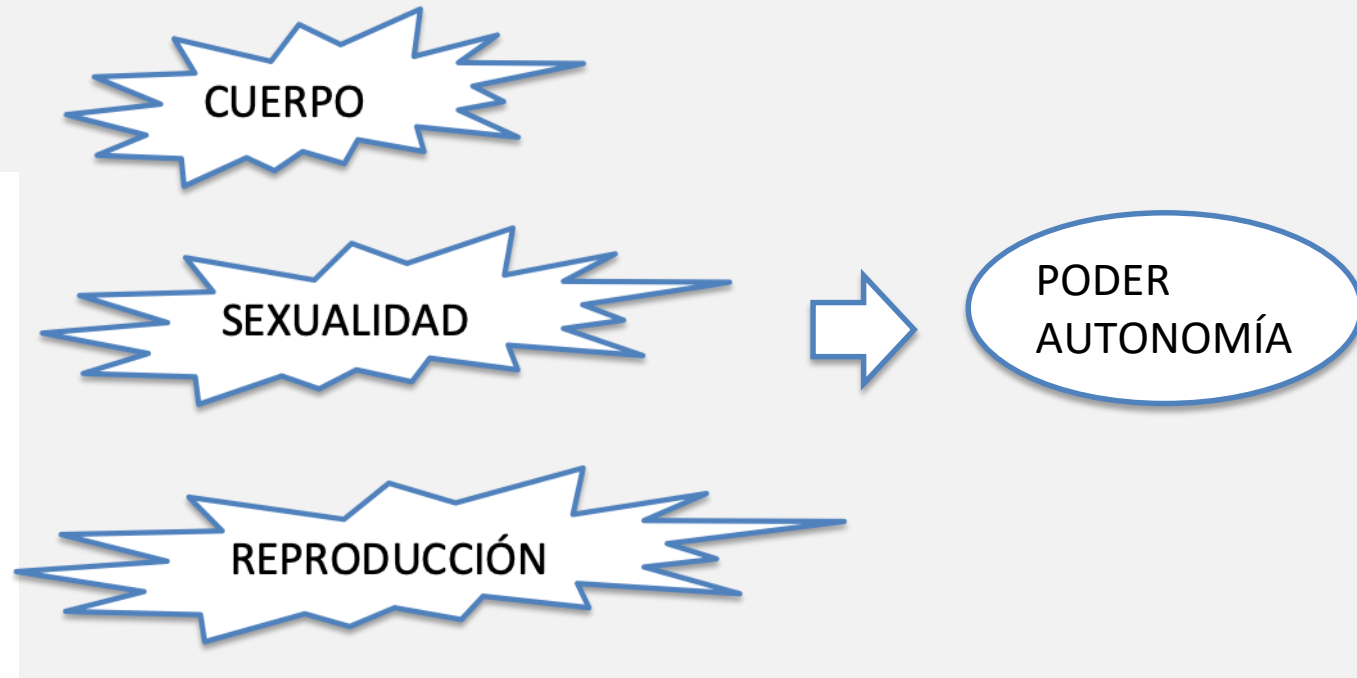 CUERPO
SEXUALIDAD
REPRODUCCIÓN
PODER
AUTONOMÍA